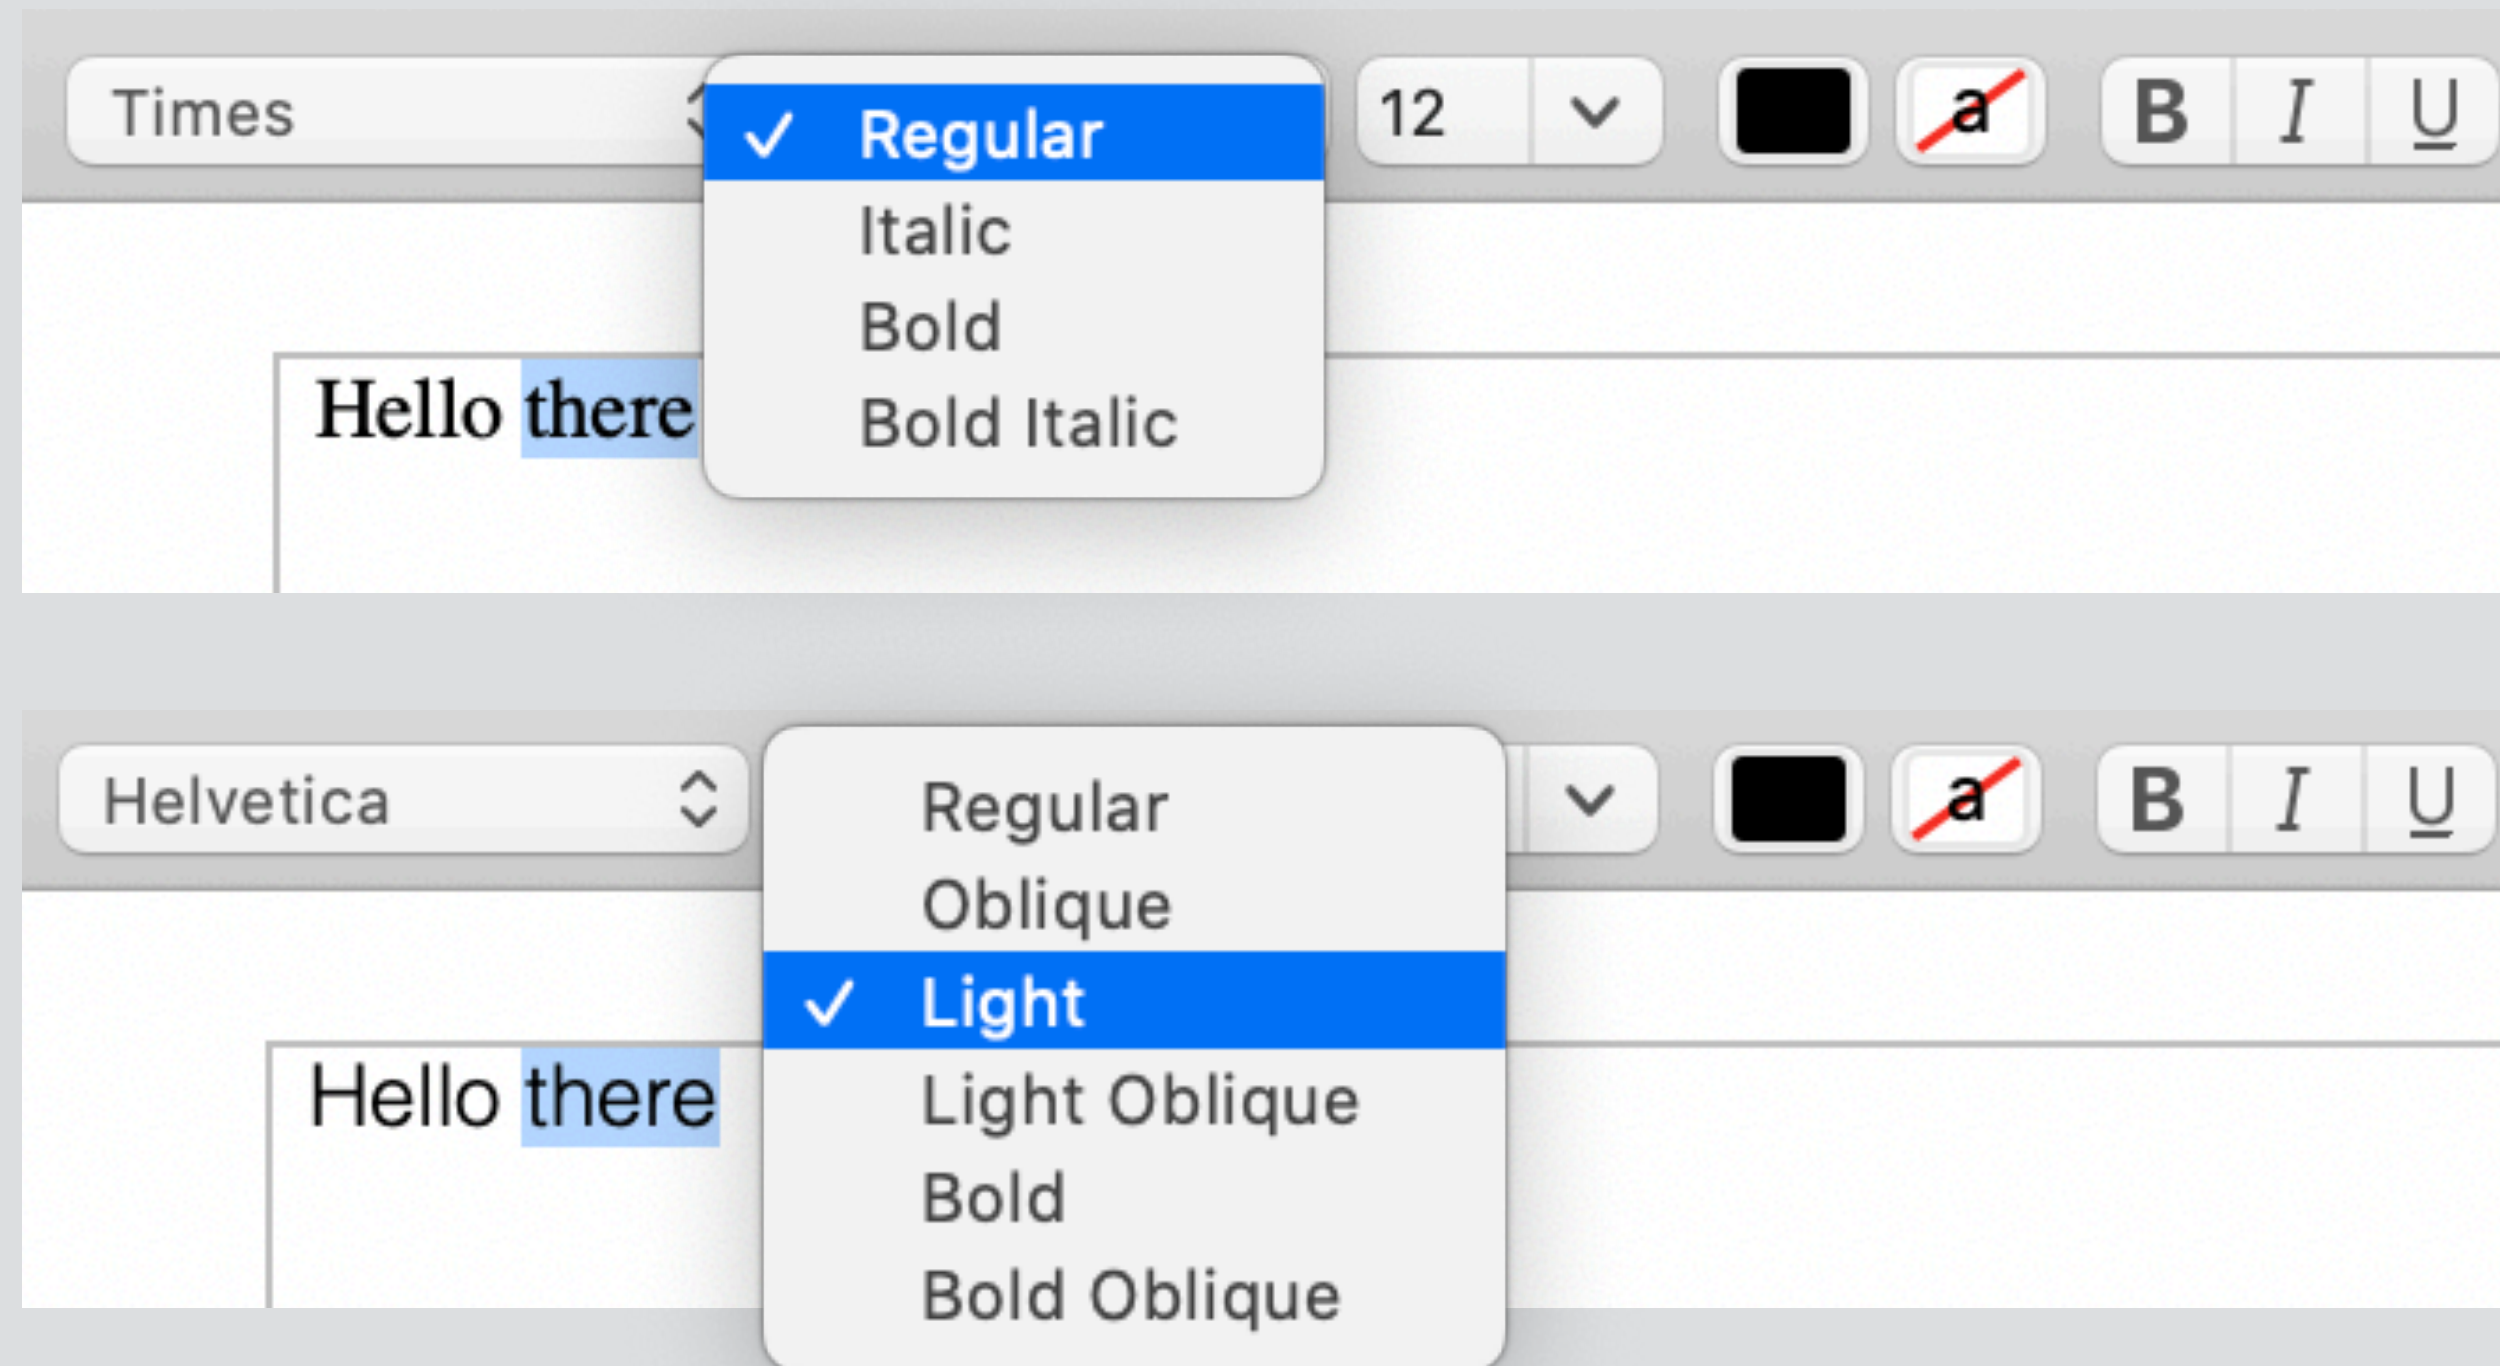 Times
Regular
Italic
Bold
Bold Italic
12
a
B I U
Hello there
Helvetica
Regular
Oblique
Light
Light Oblique
Bold
Bold Oblique
a
B I U
Hello there